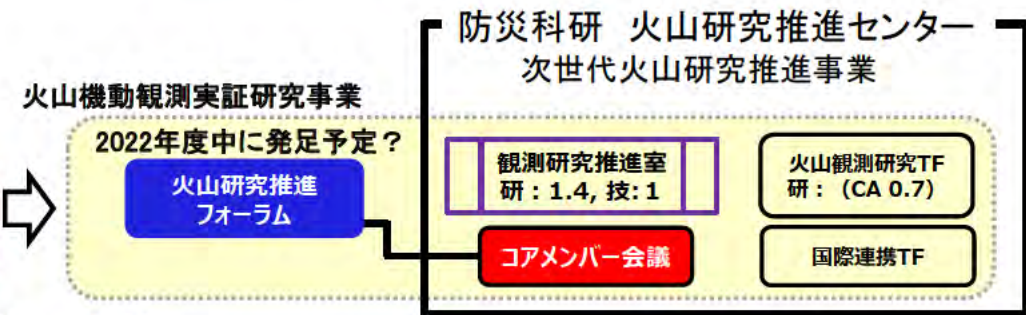 防災科研 火山研究推進センター
次世代火山研究推進事業
火山機動観測実証研究事業
2022年度中に発足予定？
火山研究推進
フォーラム
観測研究推進室
研：1.4, 技:1
火山観測研究TF
研：（CA 0.7）
コアメンバー会議
国際連携TF